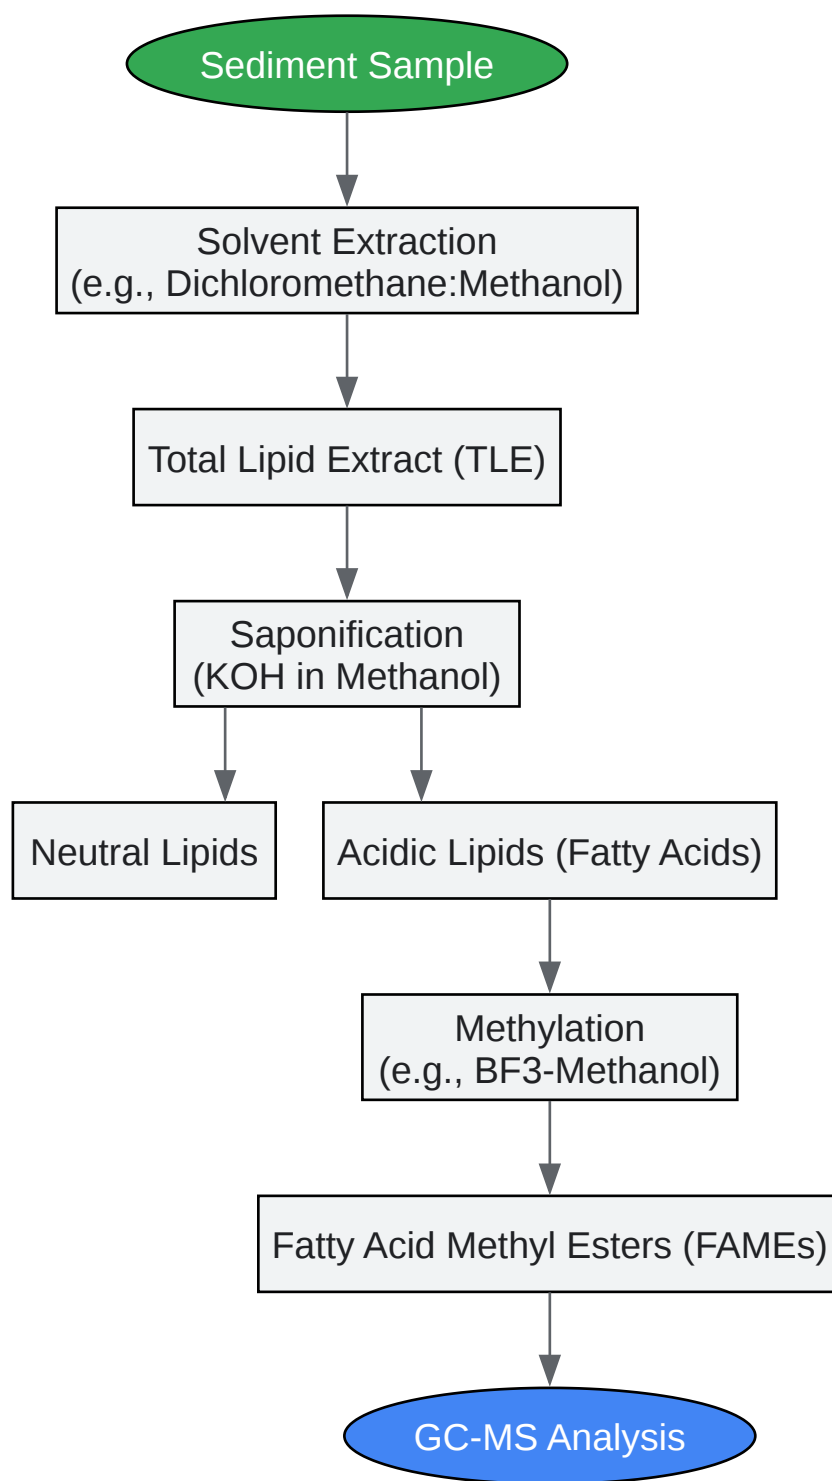 Sediment Sample
Solvent Extraction
(e.g., Dichloromethane:Methanol)
Total Lipid Extract (TLE)
Saponification
(KOH in Methanol)
Neutral Lipids
Acidic Lipids (Fatty Acids)
Methylation
(e.g., BF3-Methanol)
Fatty Acid Methyl Esters (FAMEs)
GC-MS Analysis